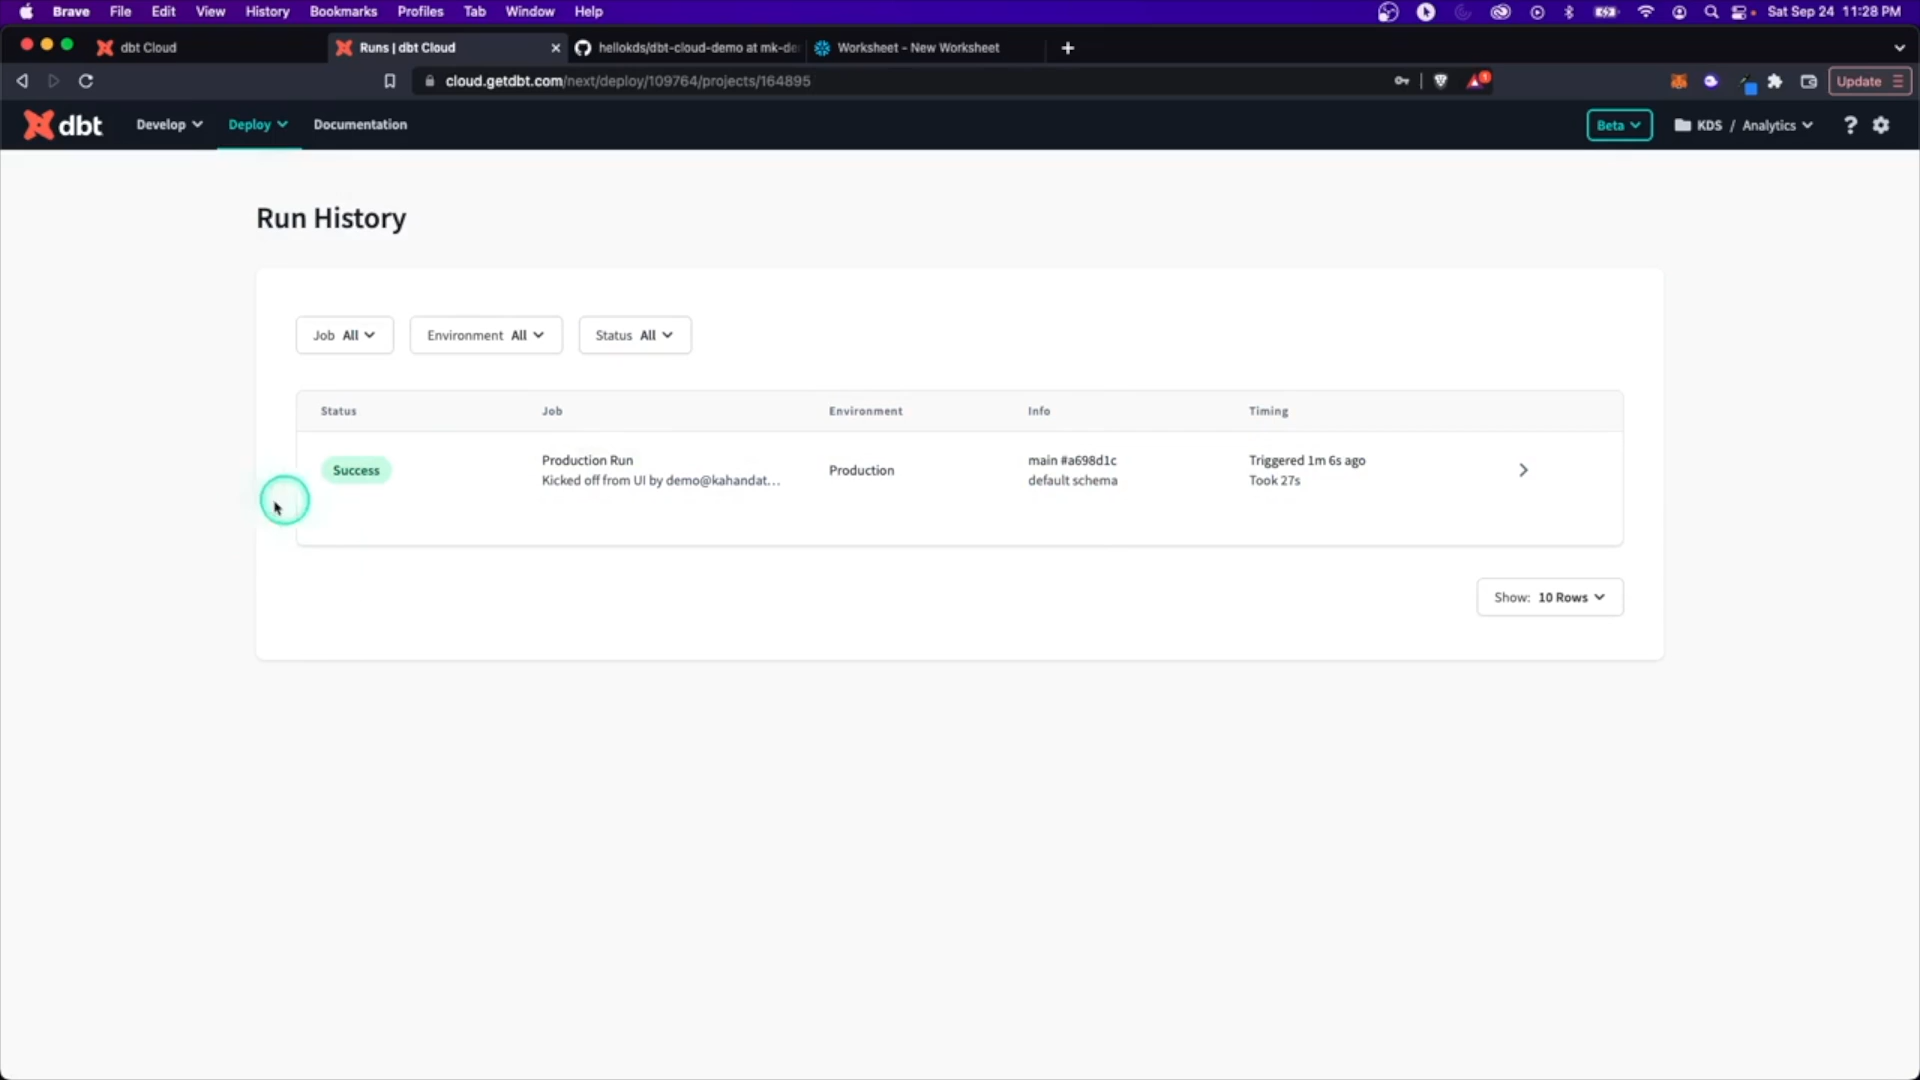 Brave File Edit View History Bookmarks Profiles Tab Window Help Sat Sep 24 11:28 PM
dbt Cloud Runs | dbt Cloud hellokds/dbt-cloud-demo at mk-de Worksheet - New Worksheet
cloud.getdbt.com/next/deploy/109764/projects/164895 1 Update
dbt Develop Deploy Documentation Beta KDS / Analytics ?
Run History
Job All Environment All Status All
Status Job Environment Info Timing
Success Production Run Production main #a698d1c Triggered 1m 6s ago
Kicked off from UI by demo@kahandat... default schema Took 27s
Show: 10 Rows